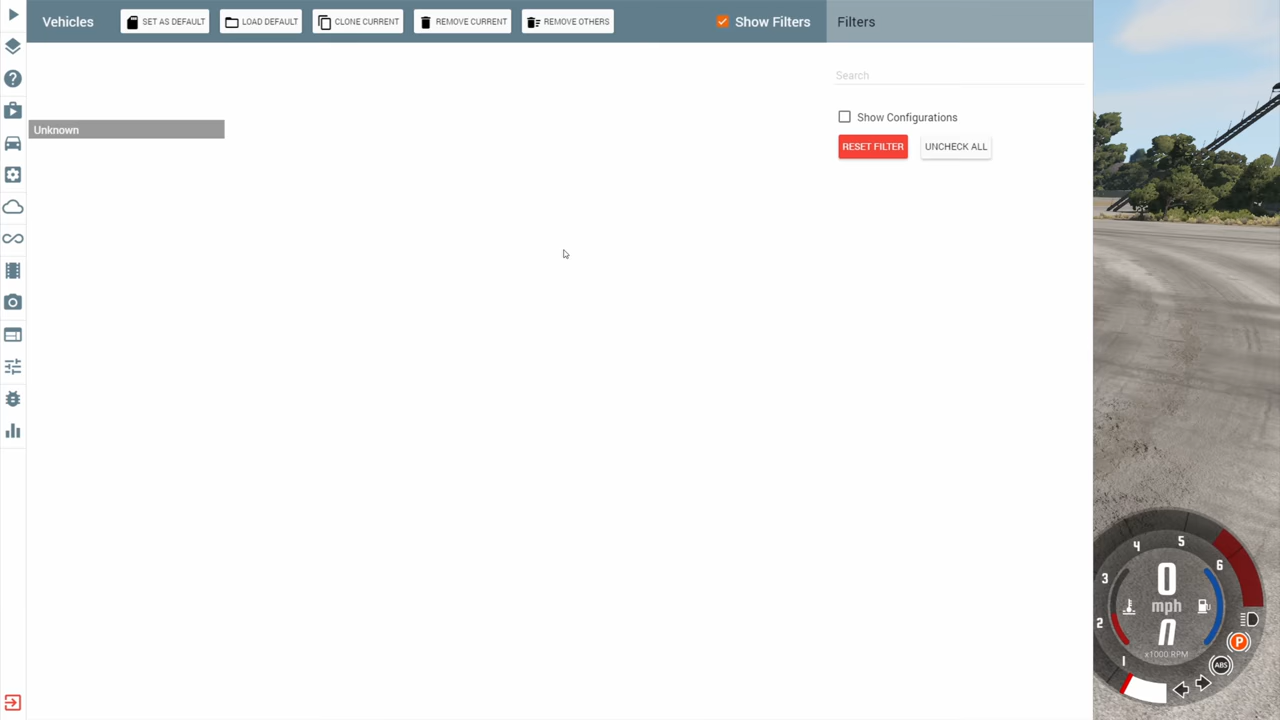 Vehicles
SET AS DEFAULT
LOAD DEFAULT
CLONE CURRENT
REMOVE CURRENT
REMOVE OTHERS
Show Filters
Filters
Search
Show Configurations
Unknown
RESET FILTER
UNCHECK ALL
1
2
3
4
5
6
0
mph
n
x1000 RPM
P
ABS